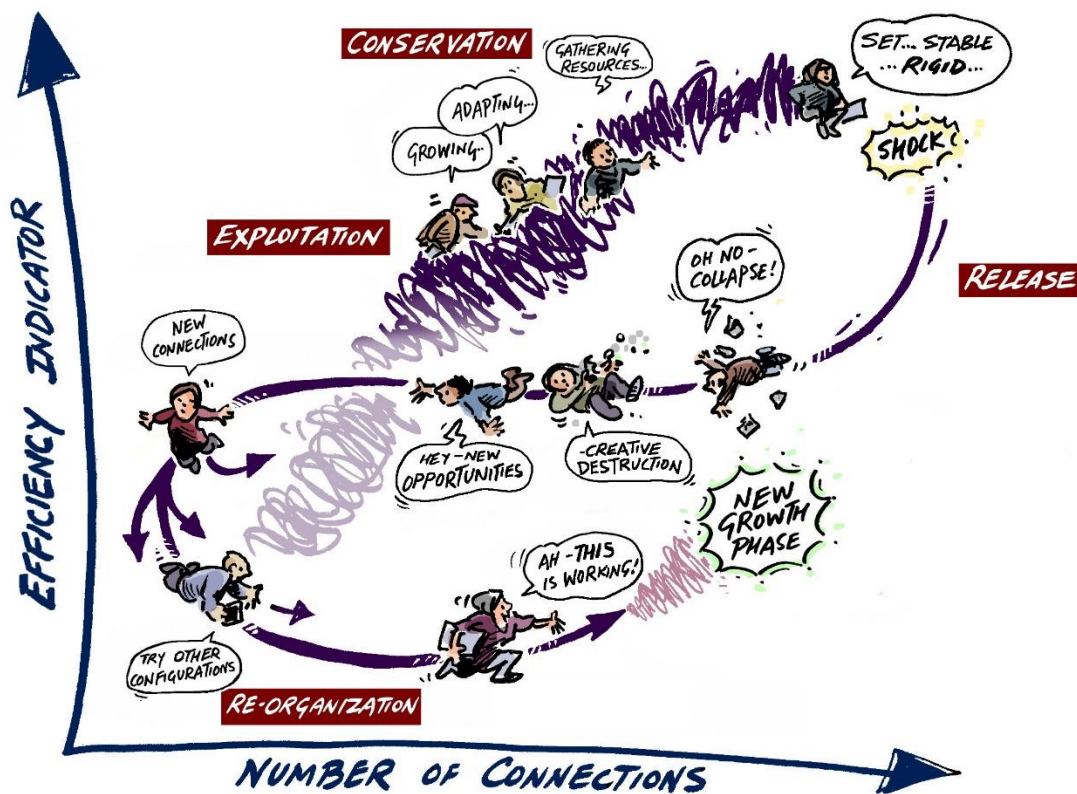 CONSERVATION
GATHERING
RESOURCES...
SET... STABLE
... RIGID...
ADAPTING...
GROWING..
SHOCK!
EXPLOITATION
OH NO -
COLLAPSE!
RELEASE
NEW
CONNECTIONS
HEY - NEW
OPPORTUNITIES
-CREATIVE
DESTRUCTION
NEW
GROWTH
PHASE
AH - THIS
IS WORKING!
TRY OTHER
CONFIGURATIONS
RE-ORGANIZATION
EFFICIENCY INDICATOR
NUMBER OF CONNECTIONS